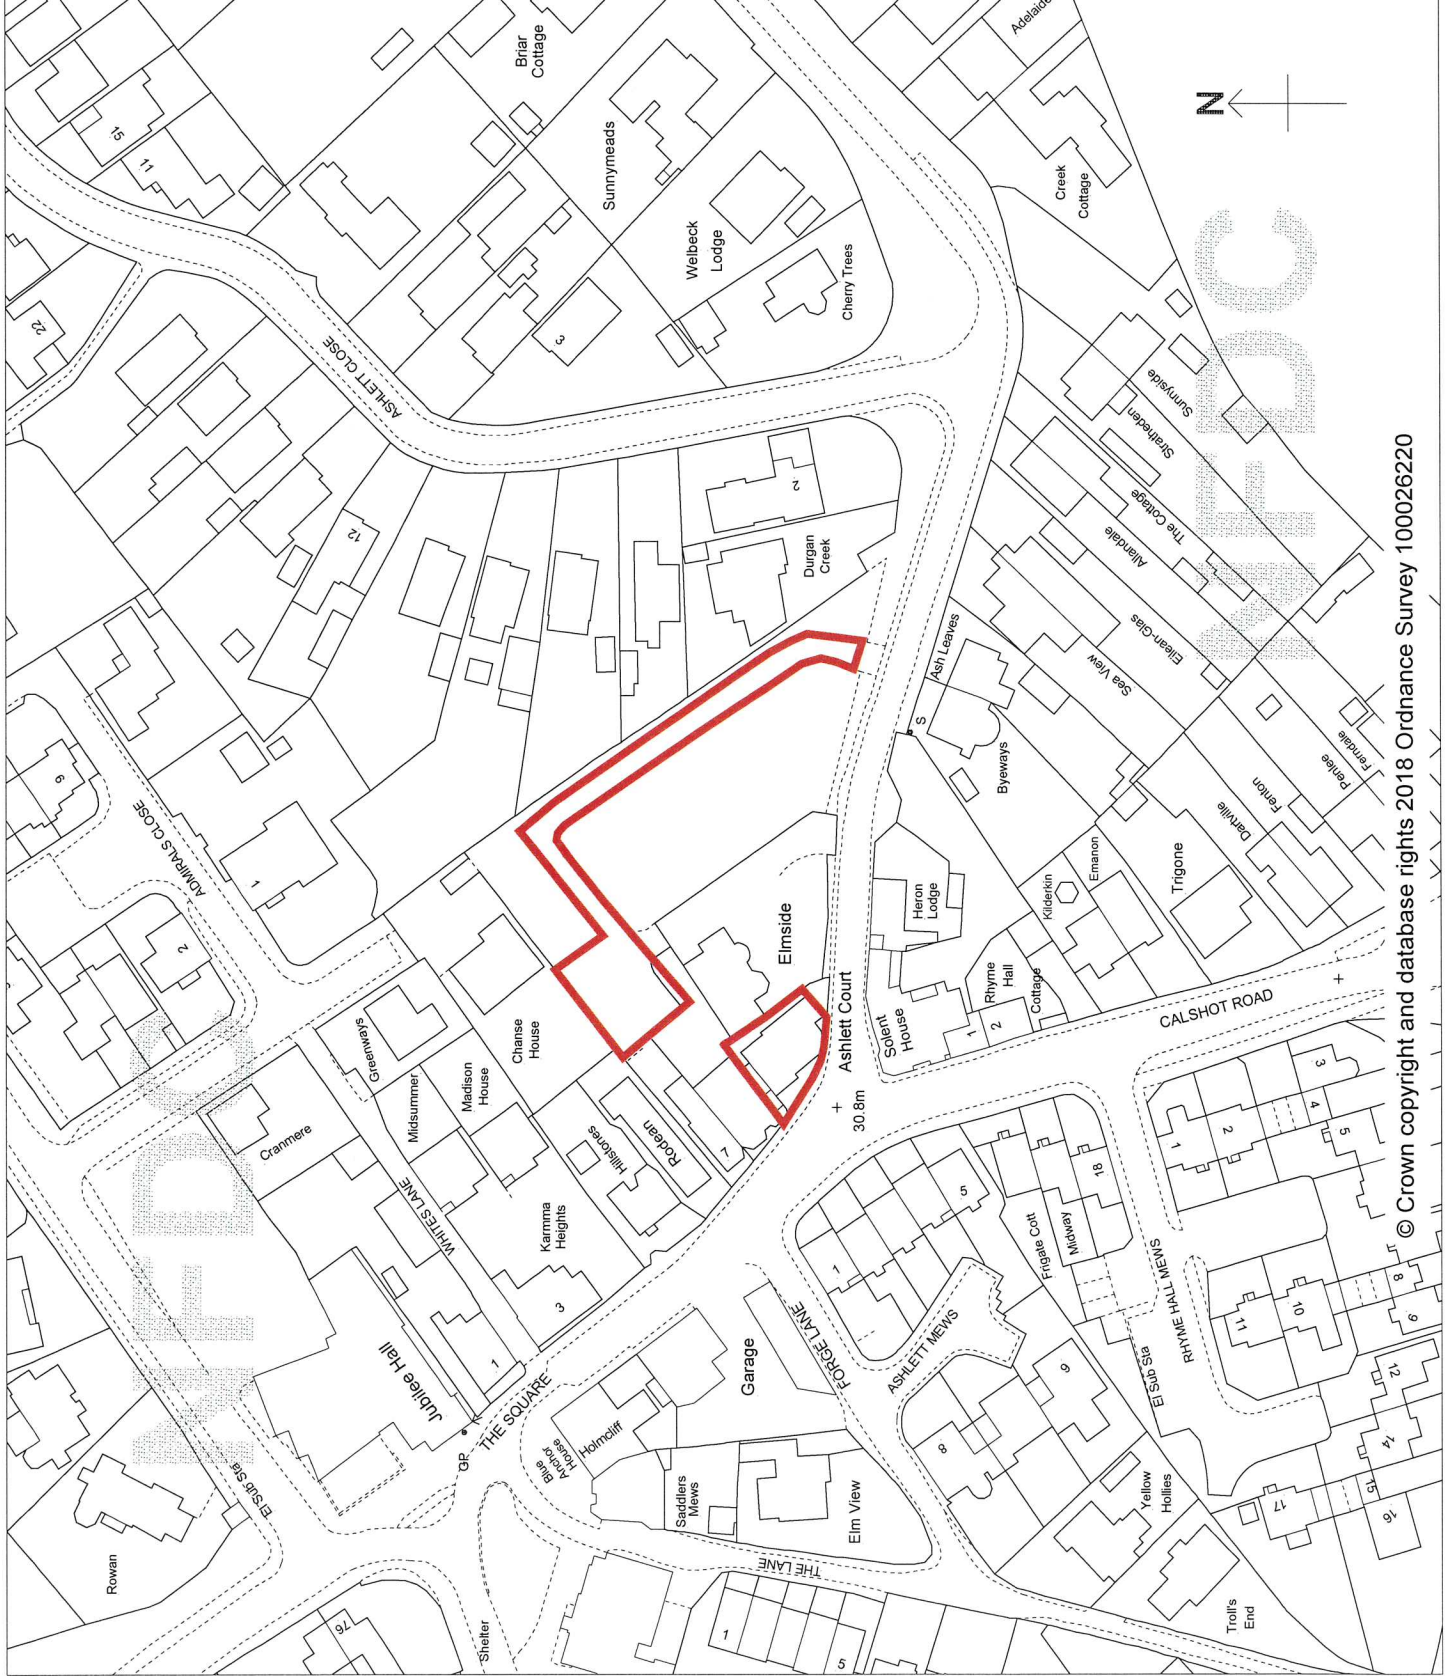 Briar
Cottage
Adelaide
15
11
Sunnymeads
N
22
Welbeck
Lodge
Creek
Cottage
Cherry Trees
3
ASHLETT CLOSE
Sunnyside
Stratheden
The Cottage
Allandale
Eilean-Glas
Sea View
12
2
Durgan
Creek
Ash Leaves
S
Byeways
NFDC
Ferndale
Penlee
Fenton
Dartville
9
ADMIRALS CLOSE
1
2
Elmside
Heron
Lodge
Kilderkin
Emanon
Trigone
Rhyme
Hall
Cottage
1
2
Solent
House
Ashlett Court
30.8m
CALSHOT ROAD
Greenways
Chanse
House
Madison
House
Midsummer
Cranmere
NFDC
WHITES LANE
Hillstones
Rodean
7
Karmma
Heights
3
1
Jubilee Hall
THE SQUARE
GP
El Sub Sta
Rowan
76
Shelter
Blue
Anchor
House
Holmcliff
Garage
FORGE LANE
ASHLETT MEWS
1
5
Saddlers
Mews
Elm View
THE LANE
1
5
8
9
Frigate Cott
Midway
18
RHYME HALL MEWS
El Sub Sta
1
2
3
4
5
11
10
8
9
12
14
15
16
17
Yellow
Hollies
Troll's
End
© Crown copyright and database rights 2018 Ordnance Survey 100026220